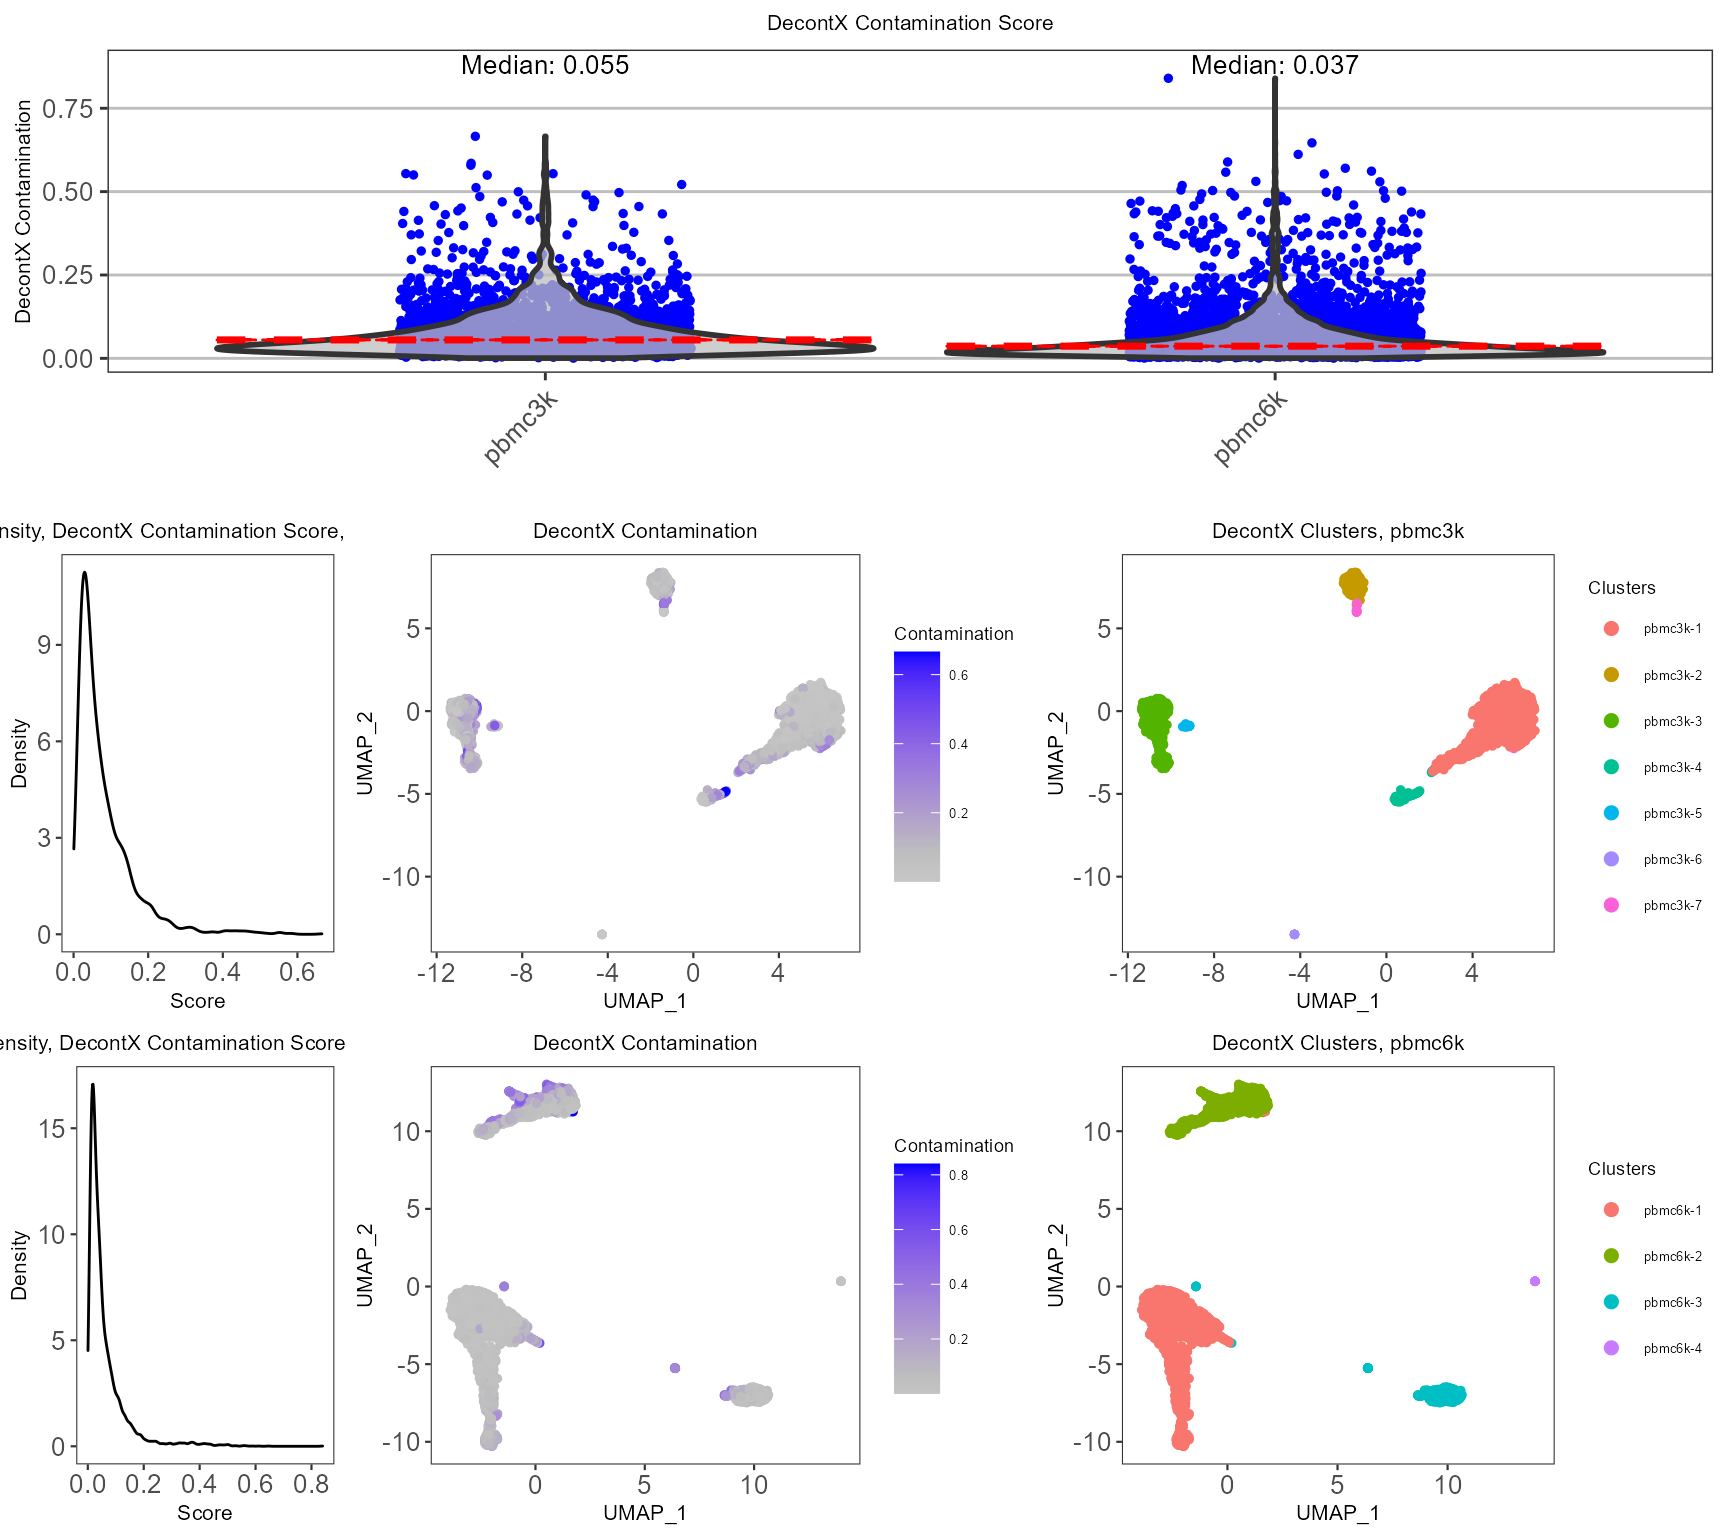 DecontX Contamination Score
Median: 0.055
Median: 0.037
DecontX Contamination
0.75
0.50
0.25
0.00
pbmc3k
pbmc6k
nsity, DecontX Contamination Score,
Density
9
6
3
0
0.0 0.2 0.4 0.6
Score
DecontX Contamination
UMAP_2
5
0
-5
-10
-12 -8 -4 0 4
UMAP_1
Contamination
0.6
0.4
0.2
DecontX Clusters, pbmc3k
UMAP_2
5
0
-5
-10
-12 -8 -4 0 4
UMAP_1
Clusters
pbmc3k-1
pbmc3k-2
pbmc3k-3
pbmc3k-4
pbmc3k-5
pbmc3k-6
pbmc3k-7
ensity, DecontX Contamination Score
Density
15
10
5
0
0.0 0.2 0.4 0.6 0.8
Score
DecontX Contamination
UMAP_2
10
5
0
-5
-10
0 5 10
UMAP_1
Contamination
0.8
0.6
0.4
0.2
DecontX Clusters, pbmc6k
UMAP_2
10
5
0
-5
-10
0 5 10
UMAP_1
Clusters
pbmc6k-1
pbmc6k-2
pbmc6k-3
pbmc6k-4